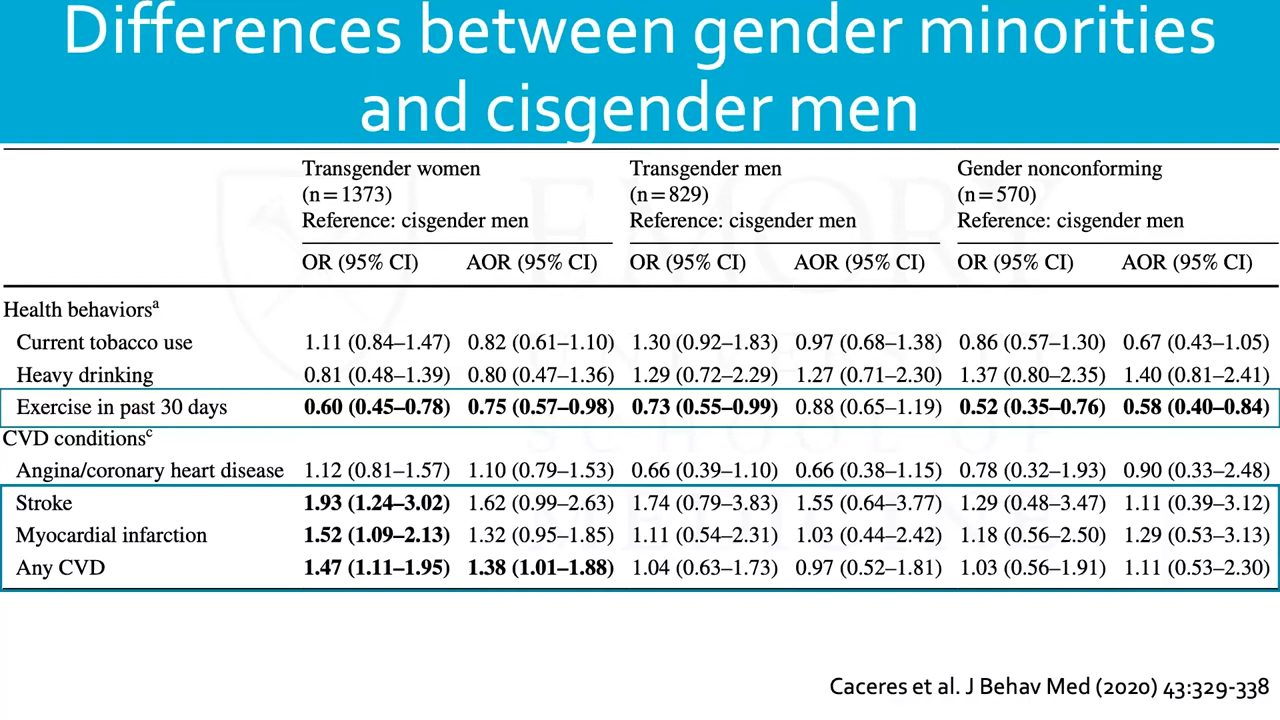 Differences between gender minorities
and cisgender men
Transgender women Transgender men Gender nonconforming
(n=1373) (n=829) (n=570)
Reference: cisgender men Reference: cisgender men Reference: cisgender men
OR (95% CI) AOR (95% CI) OR (95% CI) AOR (95% CI) OR (95% CI) AOR (95% CI)
Health behaviorsᵃ
Current tobacco use 1.11 (0.84–1.47) 0.82 (0.61–1.10) 1.30 (0.92–1.83) 0.97 (0.68–1.38) 0.86 (0.57–1.30) 0.67 (0.43–1.05)
Heavy drinking 0.81 (0.48–1.39) 0.80 (0.47–1.36) 1.29 (0.72–2.29) 1.27 (0.71–2.30) 1.37 (0.80–2.35) 1.40 (0.81–2.41)
Exercise in past 30 days 0.60 (0.45–0.78) 0.75 (0.57–0.98) 0.73 (0.55–0.99) 0.88 (0.65–1.19) 0.52 (0.35–0.76) 0.58 (0.40–0.84)
CVD conditionsᶜ
Angina/coronary heart disease 1.12 (0.81–1.57) 1.10 (0.79–1.53) 0.66 (0.39–1.10) 0.66 (0.38–1.15) 0.78 (0.32–1.93) 0.90 (0.33–2.48)
Stroke 1.93 (1.24–3.02) 1.62 (0.99–2.63) 1.74 (0.79–3.83) 1.55 (0.64–3.77) 1.29 (0.48–3.47) 1.11 (0.39–3.12)
Myocardial infarction 1.52 (1.09–2.13) 1.32 (0.95–1.85) 1.11 (0.54–2.31) 1.03 (0.44–2.42) 1.18 (0.56–2.50) 1.29 (0.53–3.13)
Any CVD 1.47 (1.11–1.95) 1.38 (1.01–1.88) 1.04 (0.63–1.73) 0.97 (0.52–1.81) 1.03 (0.56–1.91) 1.11 (0.53–2.30)
EMORY
UNIVERSITY
SCHOOL OF
MEDICINE
Caceres et al. J Behav Med (2020) 43:329-338